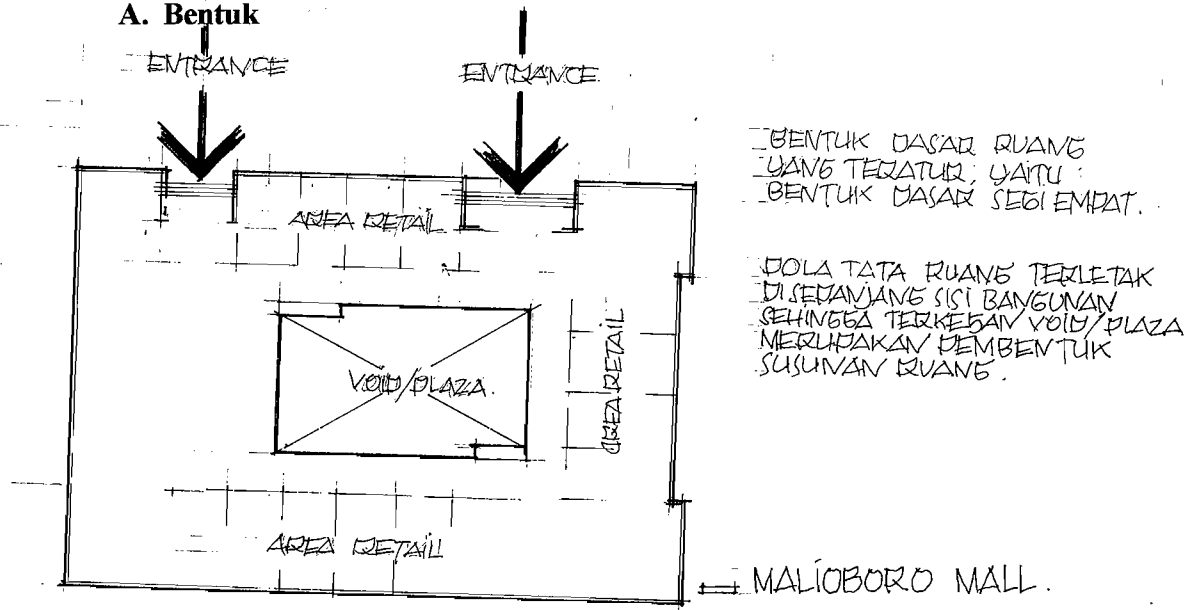 A. Bentuk
ENTRANCE
ENTRANCE
BENTUK DASAR RUANG
YANG TERATUR, YAITU :
BENTUK DASAR SEGI EMPAT.
AREA RETAIL
POLA TATA RUANG TERLETAK
DI SEPANJANG SISI BANGUNAN
SEHINGGA TERKESAN VOID/PLAZA
MERUPAKAN PEMBENTUK
SUSUNAN RUANG.
AREA RETAIL
VOID/PLAZA.
AREA RETAIL
MALIOBORO MALL.